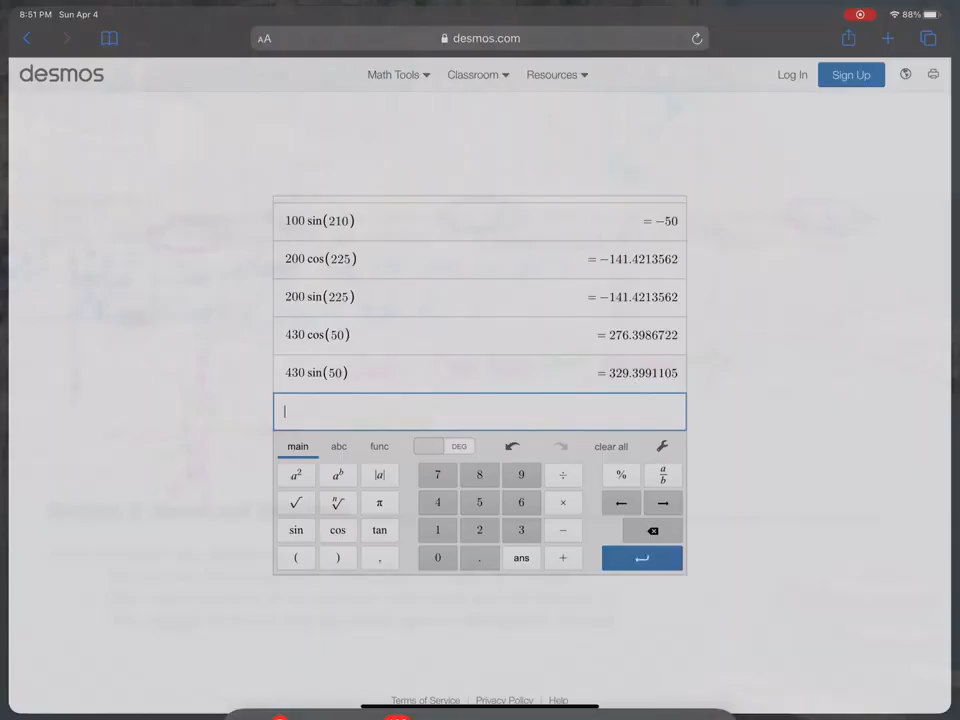 8:51 PM Sun Apr 4
88%
AA
desmos.com
desmos
Math Tools
Classroom
Resources
Log In
Sign Up
100 sin(210)
= −50
200 cos(225)
= −141.4213562
200 sin(225)
= −141.4213562
430 cos(50)
= 276.3986722
430 sin(50)
= 329.3991105
main
abc
func
DEG
clear all
a²
aᵇ
|a|
7
8
9
÷
%
a/b
√
ⁿ√
π
4
5
6
×
←
→
sin
cos
tan
1
2
3
−
(
)
,
0
.
ans
+
Terms of Service | Privacy Policy | Help